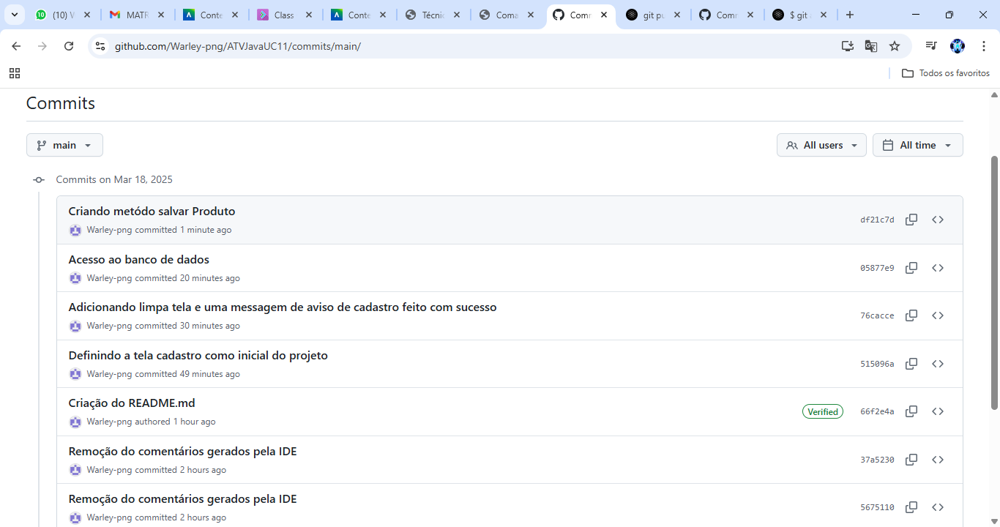 (10) W
MATR
Conte
Class
Conte
Técni
Coma
Com
git pu
Comm
$ git
github.com/Warley-png/ATVJavaUC11/commits/main/
Todos os favoritos
Commits
main
All users
All time
Commits on Mar 18, 2025
Criando metódo salvar Produto
Warley-png committed 1 minute ago
df21c7d
Acesso ao banco de dados
Warley-png committed 20 minutes ago
05877e9
Adicionando limpa tela e uma messagem de aviso de cadastro feito com sucesso
Warley-png committed 30 minutes ago
76cacce
Definindo a tela cadastro como inicial do projeto
Warley-png committed 49 minutes ago
515096a
Criação do README.md
Warley-png authored 1 hour ago
Verified
66f2e4a
Remoção do comentários gerados pela IDE
Warley-png committed 2 hours ago
37a5230
Remoção do comentários gerados pela IDE
Warley-png committed 2 hours ago
5675110